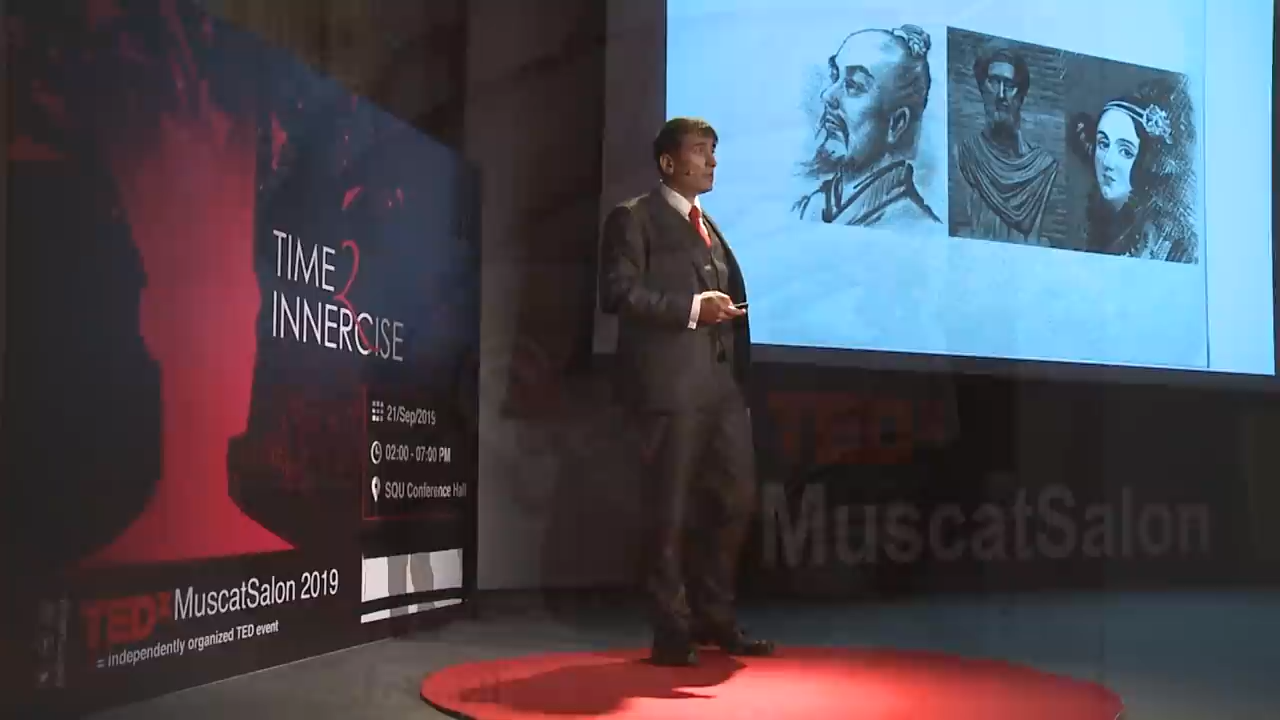 TIME 2
INNERCISE
21/Sep/2019
02:00 - 07:00 PM
SQU Conference Hall
TEDx MuscatSalon 2019
= independently organized TED event
TEDx
MuscatSalon